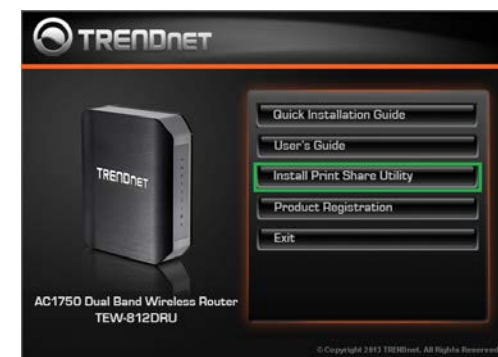 TRENDNET
TRENDNET
Quick Installation Guide
User's Guide
Install Print Share Utility
Product Registration
Exit
AC1750 Dual Band Wireless Router
TEW-812DRU
© Copyright 2013 TRENDnet. All Rights Reserved